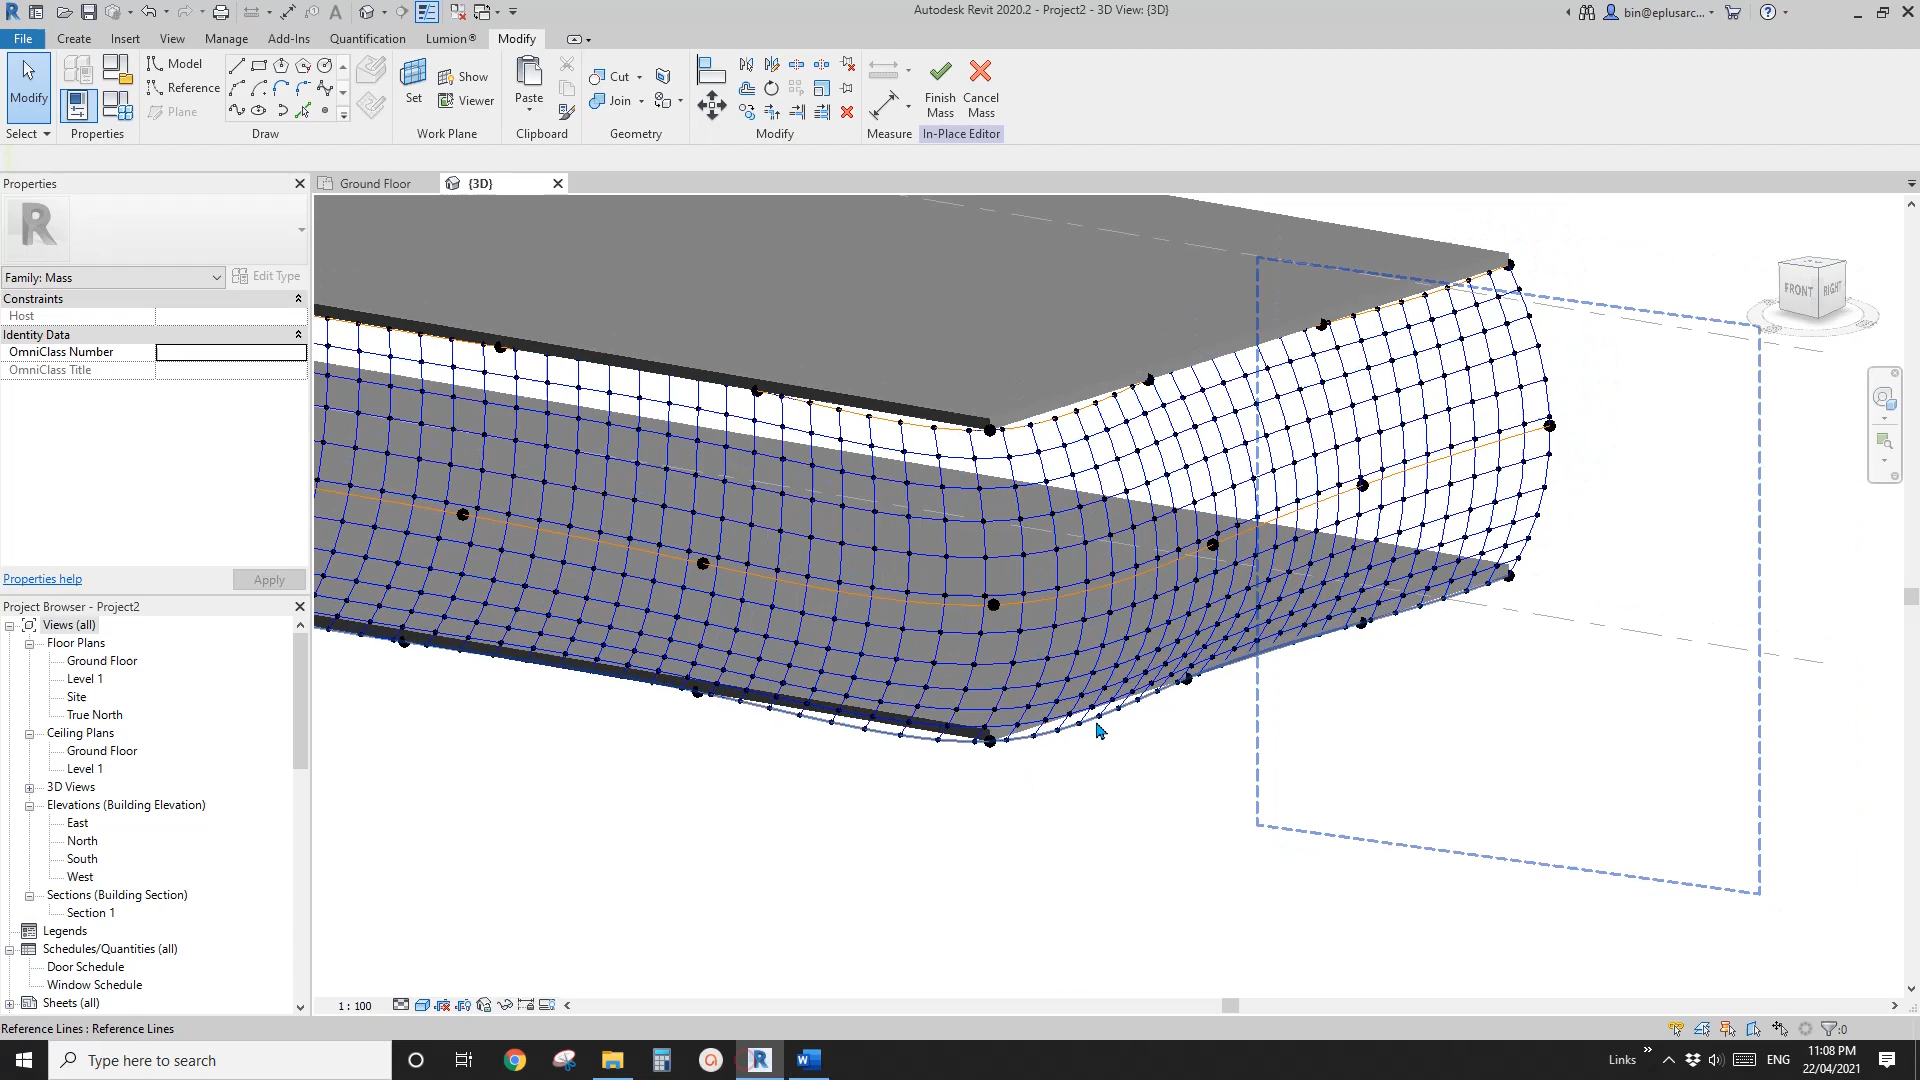 Autodesk Revit 2020.2 - Project2 - 3D View: {3D}
bin@eplusarc...
File
Create
Insert
View
Manage
Add-Ins
Quantification
Lumion®
Modify
Modify
Select
Properties
Model
Reference
Plane
Draw
Set
Show
Viewer
Work Plane
Paste
Clipboard
Cut
Join
Geometry
Modify
Measure
Finish
Mass
Cancel
Mass
In-Place Editor
Properties
Ground Floor
{3D}
R
Family: Mass
Edit Type
Constraints
Host
Identity Data
OmniClass Number
OmniClass Title
Properties help
Apply
FRONT
RIGHT
Project Browser - Project2
Views (all)
Floor Plans
Ground Floor
Level 1
Site
True North
Ceiling Plans
Ground Floor
Level 1
3D Views
Elevations (Building Elevation)
East
North
South
West
Sections (Building Section)
Section 1
Legends
Schedules/Quantities (all)
Door Schedule
Window Schedule
Sheets (all)
1 : 100
Reference Lines : Reference Lines
:0
Type here to search
Links
ENG
11:08 PM
22/04/2021